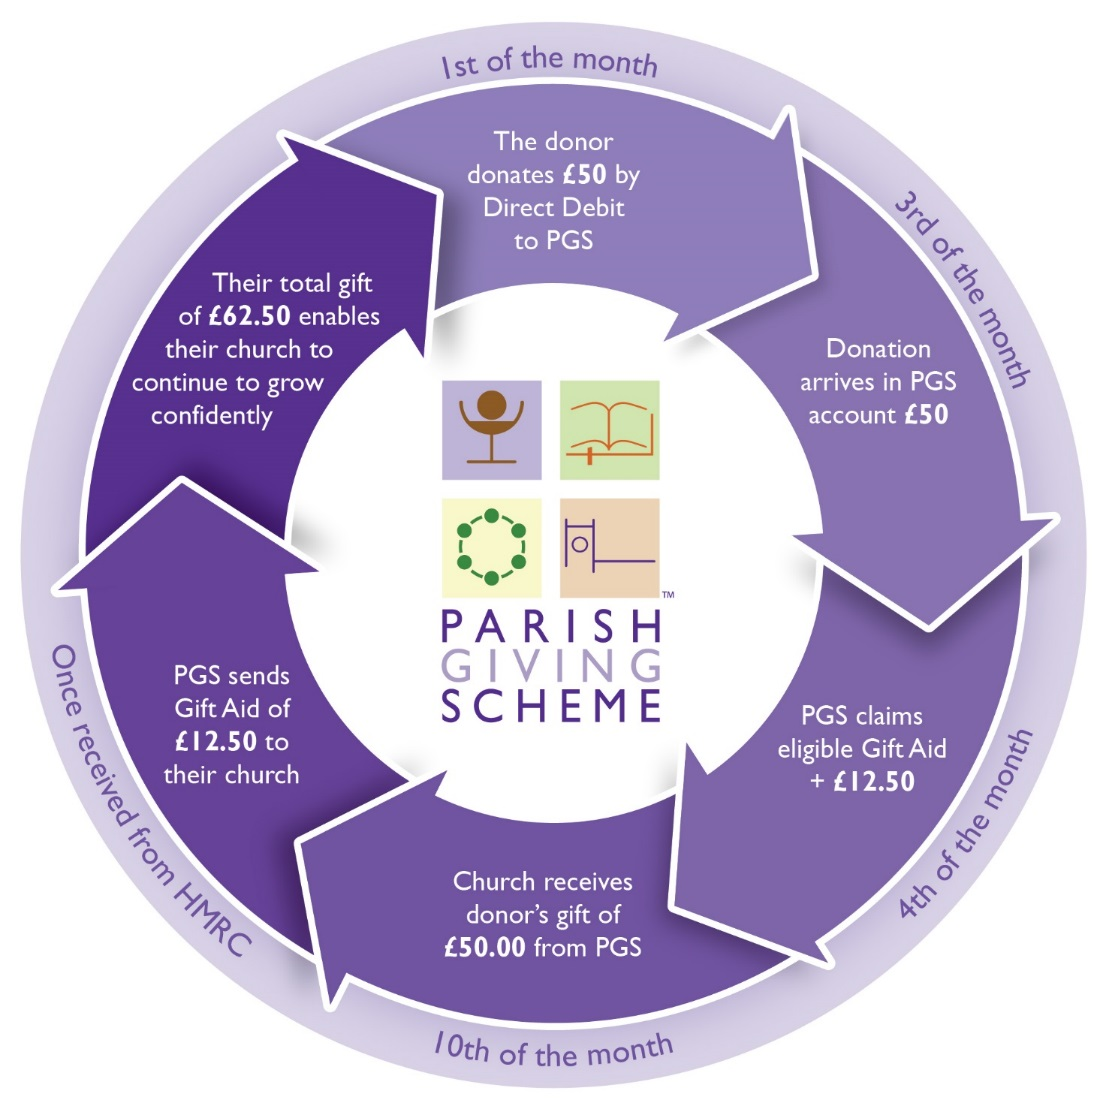 1st of the month
The donor
donates £50 by
Direct Debit
to PGS
3rd of the month
Donation
arrives in PGS
account £50
4th of the month
PGS claims
eligible Gift Aid
+ £12.50
10th of the month
Church receives
donor's gift of
£50.00 from PGS
Once received from HMRC
PGS sends
Gift Aid of
£12.50 to
their church
Their total gift
of £62.50 enables
their church to
continue to grow
confidently
PARISH
GIVING
SCHEME
TM